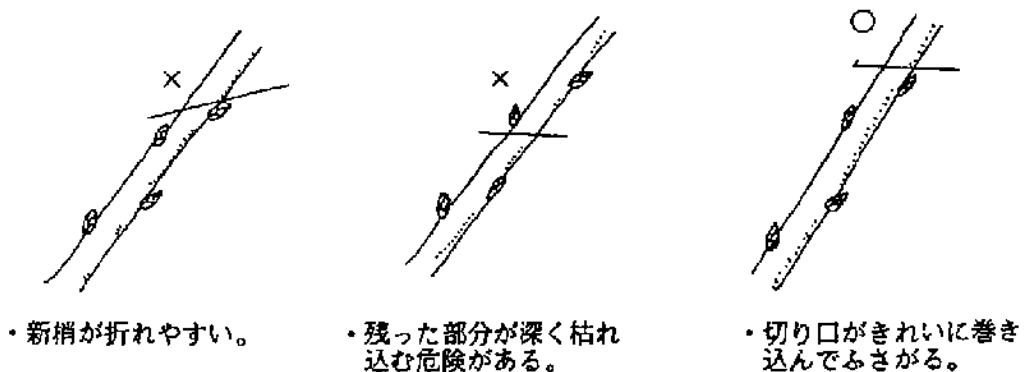 ×
×
○
・新梢が折れやすい。
・残った部分が深く枯れ
込む危険がある。
・切り口がきれいに巻き
込んでふさがる。